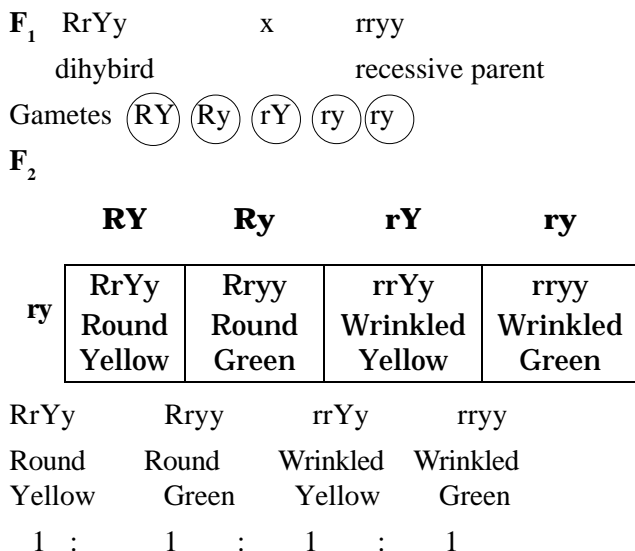 F1 RrYy x rryy
dihybird recessive parent
Gametes RY Ry rY ry ry
F2
RY Ry rY ry
ry RrYy Rryy rrYy rryy
Round Round Wrinkled Wrinkled
Yellow Green Yellow Green
RrYy Rryy rrYy rryy
Round Round Wrinkled Wrinkled
Yellow Green Yellow Green
1 : 1 : 1 : 1